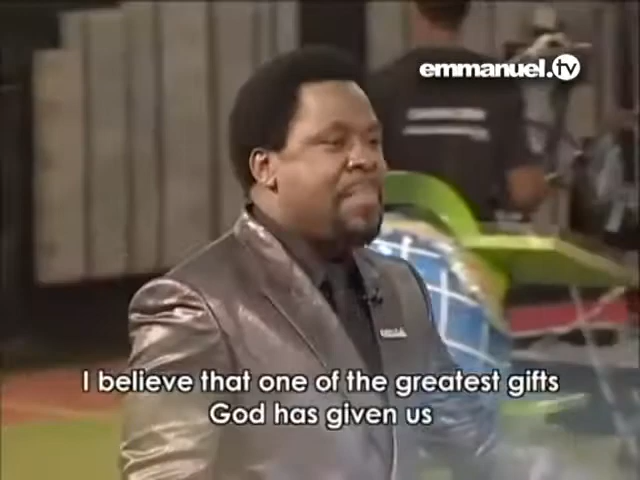 emmanuel.tv
I believe that one of the greatest gifts
God has given us